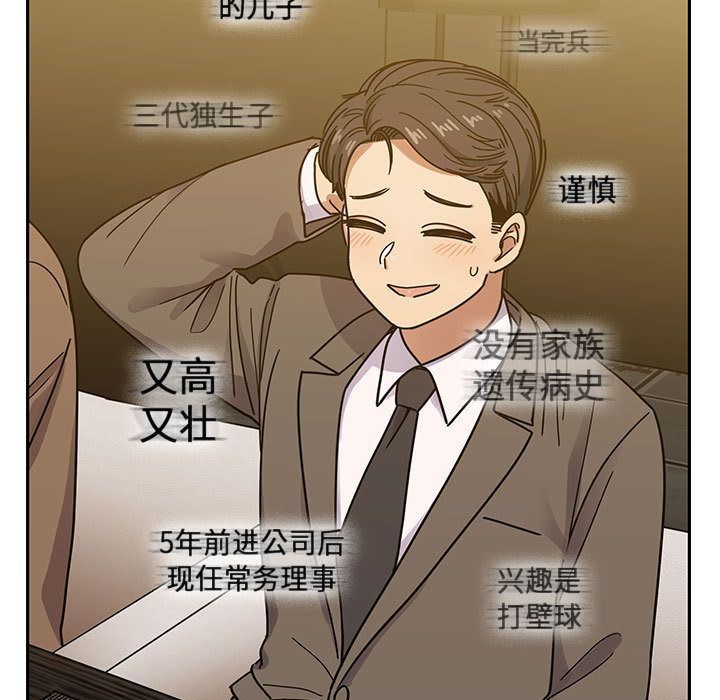 的儿子
当完兵
三代独生子
谨慎
没有家族
遗传病史
又高
又壮
5年前进公司后
现任常务理事
兴趣是
打壁球